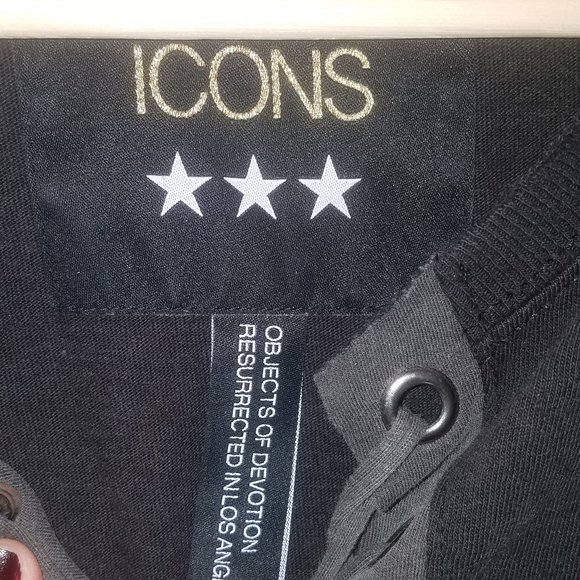 ICONS
OBJECTS OF DEVOTION
RESURRECTED IN LOS ANG